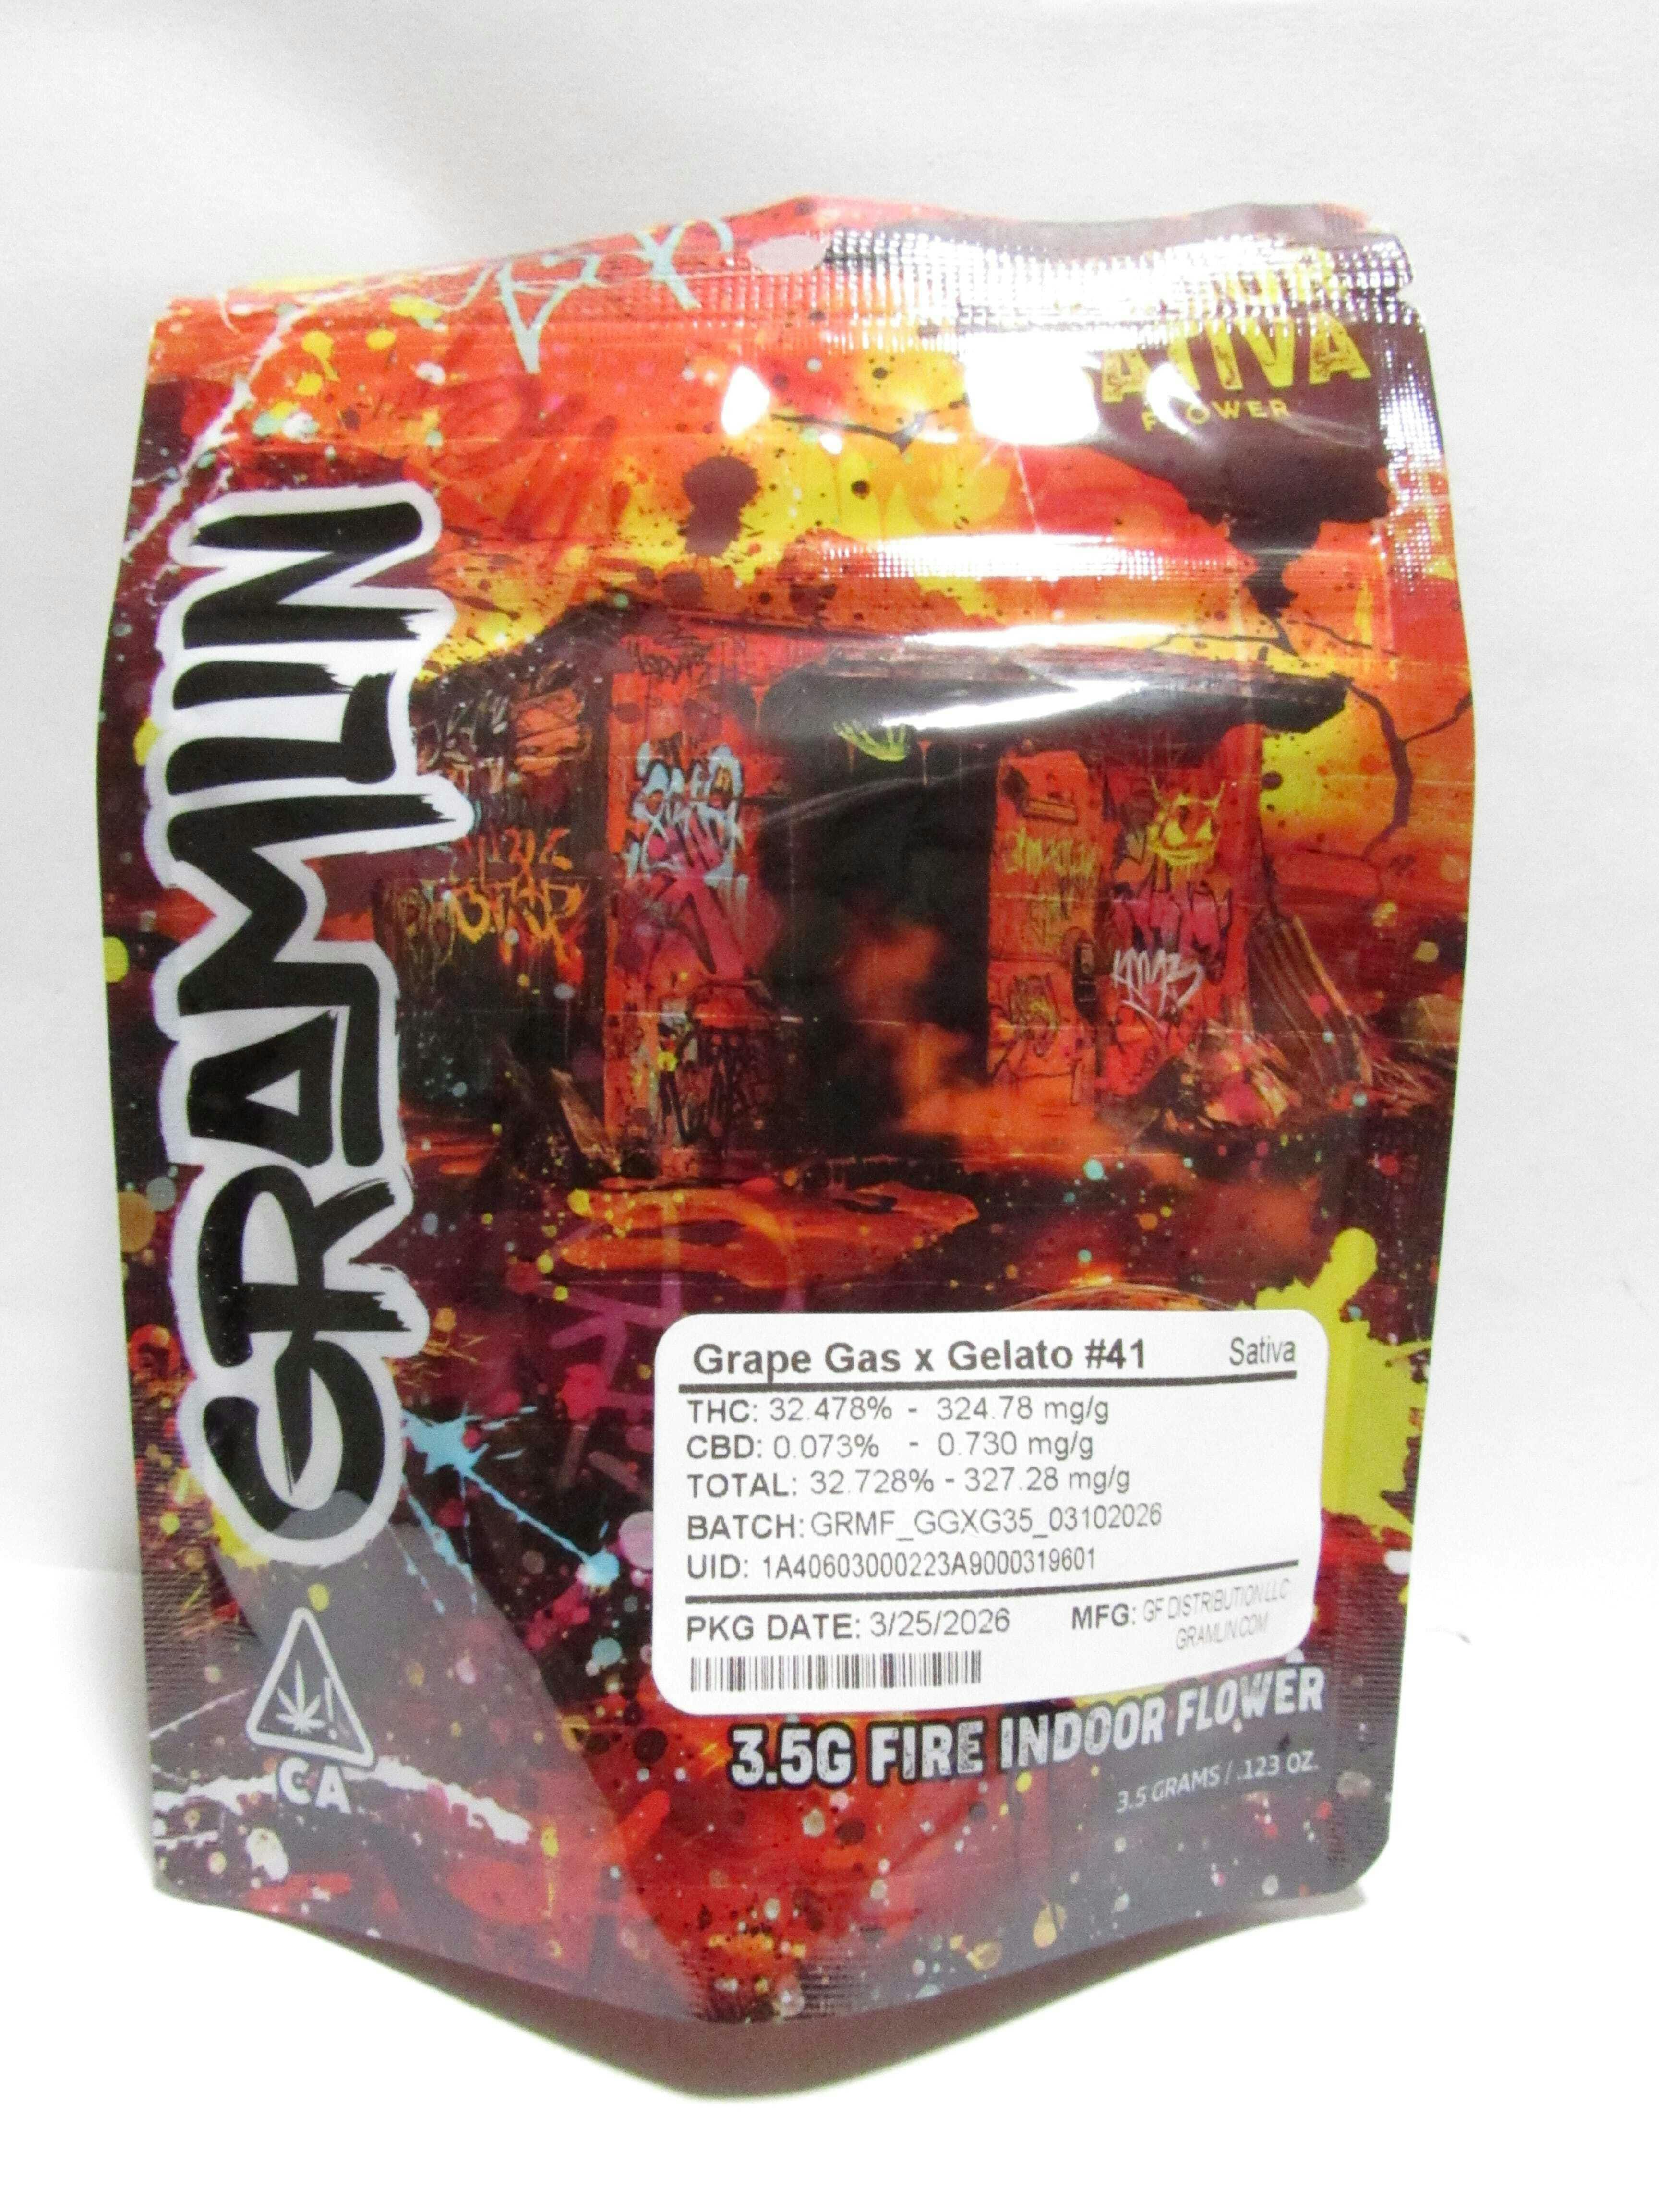 GRAMLIN
FLOWER
Grape Gas x Gelato #41 Sativa
THC: 32.478% - 324.78 mg/g
CBD: 0.073% - 0.730 mg/g
TOTAL: 32.728% - 327.28 mg/g
BATCH: GRMF_GGXG35_03102026
UID: 1A40603000223A9000319601
PKG DATE: 3/25/2026 MFG: GF DISTRIBUTION LLC
GRAMLIN.COM
3.5G FIRE INDOOR FLOWER
3.5 GRAMS / .123 OZ.
CA